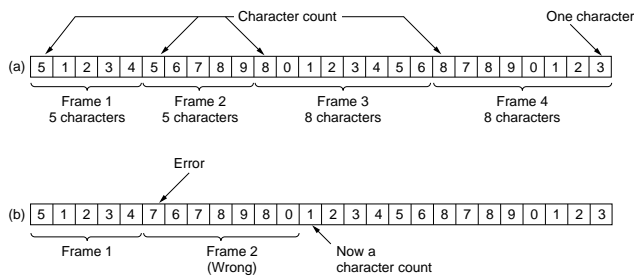 Character count One character
(a) 5 1 2 3 4 5 6 7 8 9 8 0 1 2 3 4 5 6 8 7 8 9 0 1 2 3
Frame 1 Frame 2 Frame 3 Frame 4
5 characters 5 characters 8 characters 8 characters
Error
(b) 5 1 2 3 4 7 6 7 8 9 8 0 1 2 3 4 5 6 8 7 8 9 0 1 2 3
Frame 1 Frame 2 Now a
(Wrong) character count